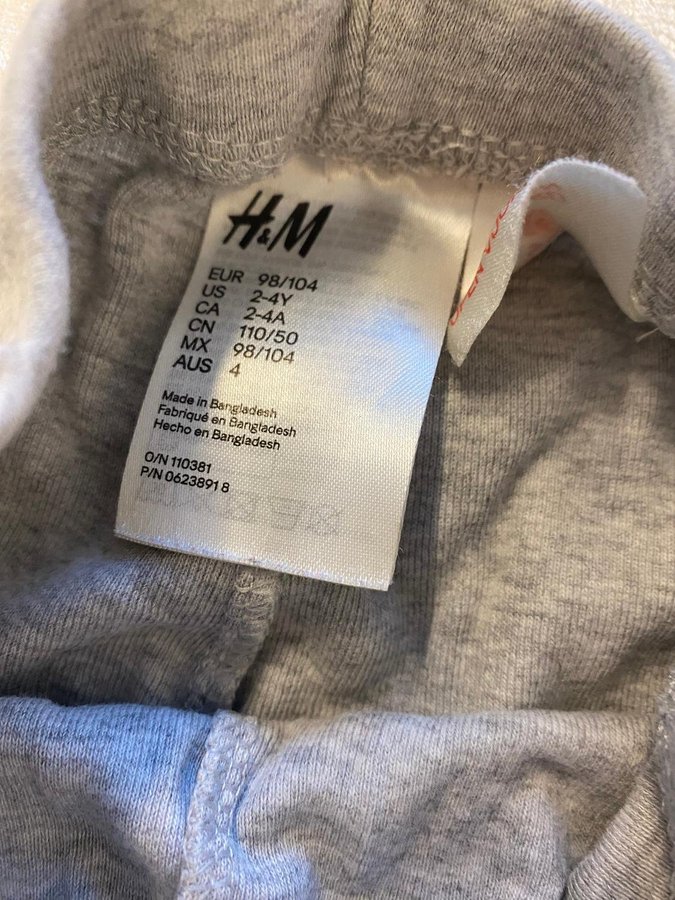 H&M
EUR 98/104
US 2-4Y
CA 2-4A
CN 110/50
MX 98/104
AUS 4
Made in Bangladesh
Fabriqué en Bangladesh
Hecho en Bangladesh
O/N 110381
P/N 0623891 8